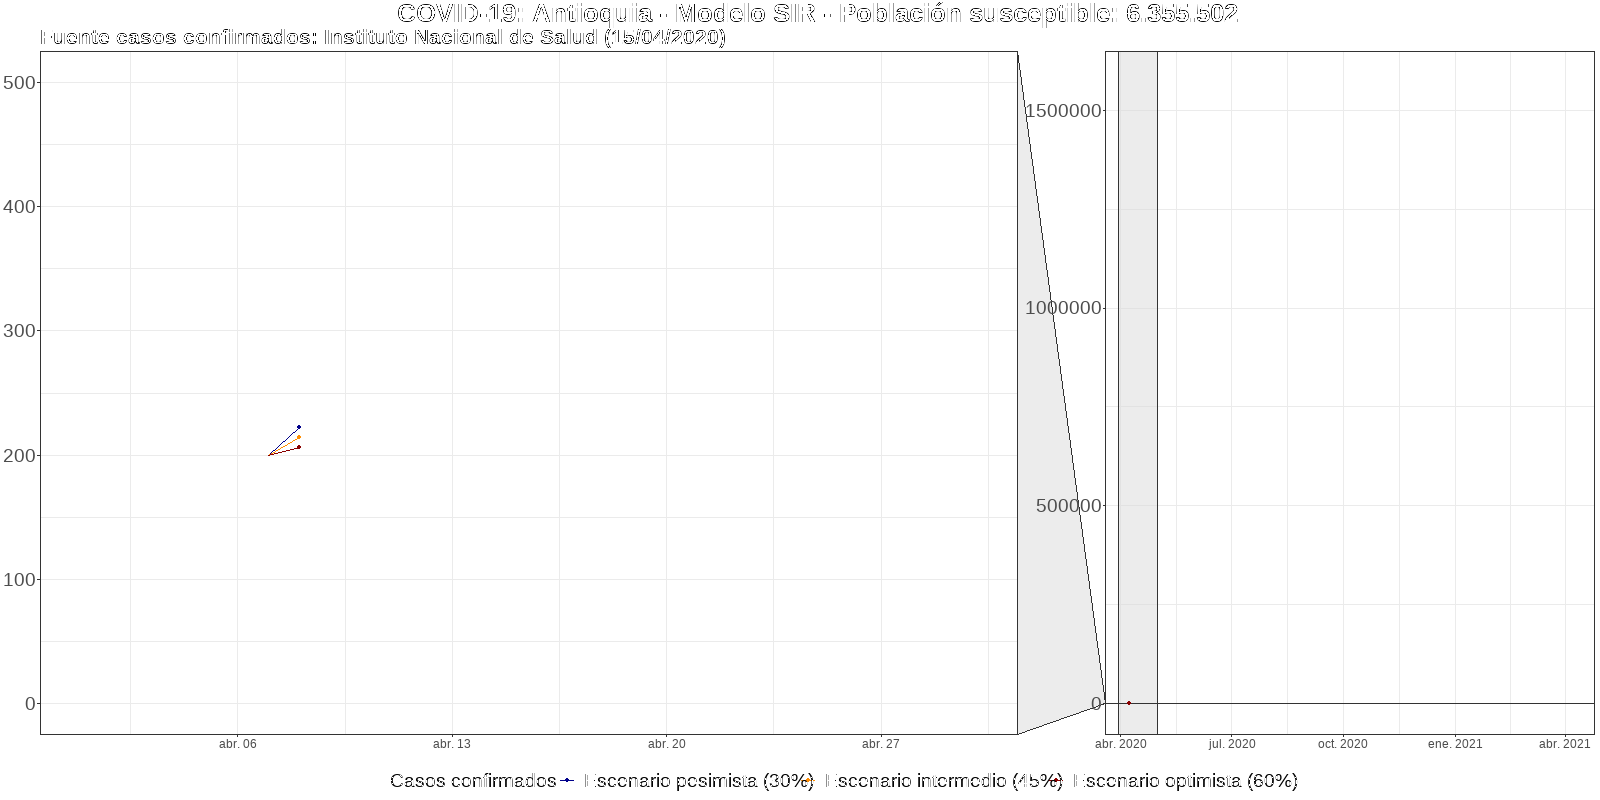 COVID-19: Antioquia - Modelo SIR - Población susceptible: 6.355.502
Fuente casos confirmados: Instituto Nacional de Salud (15/04/2020)
500
400
300
200
100
0
abr. 06 abr. 13 abr. 20 abr. 27
1500000
1000000
500000
0
abr. 2020 jul. 2020 oct. 2020 ene. 2021 abr. 2021
Casos confirmados Escenario pesimista (30%) Escenario intermedio (45%) Escenario optimista (60%)